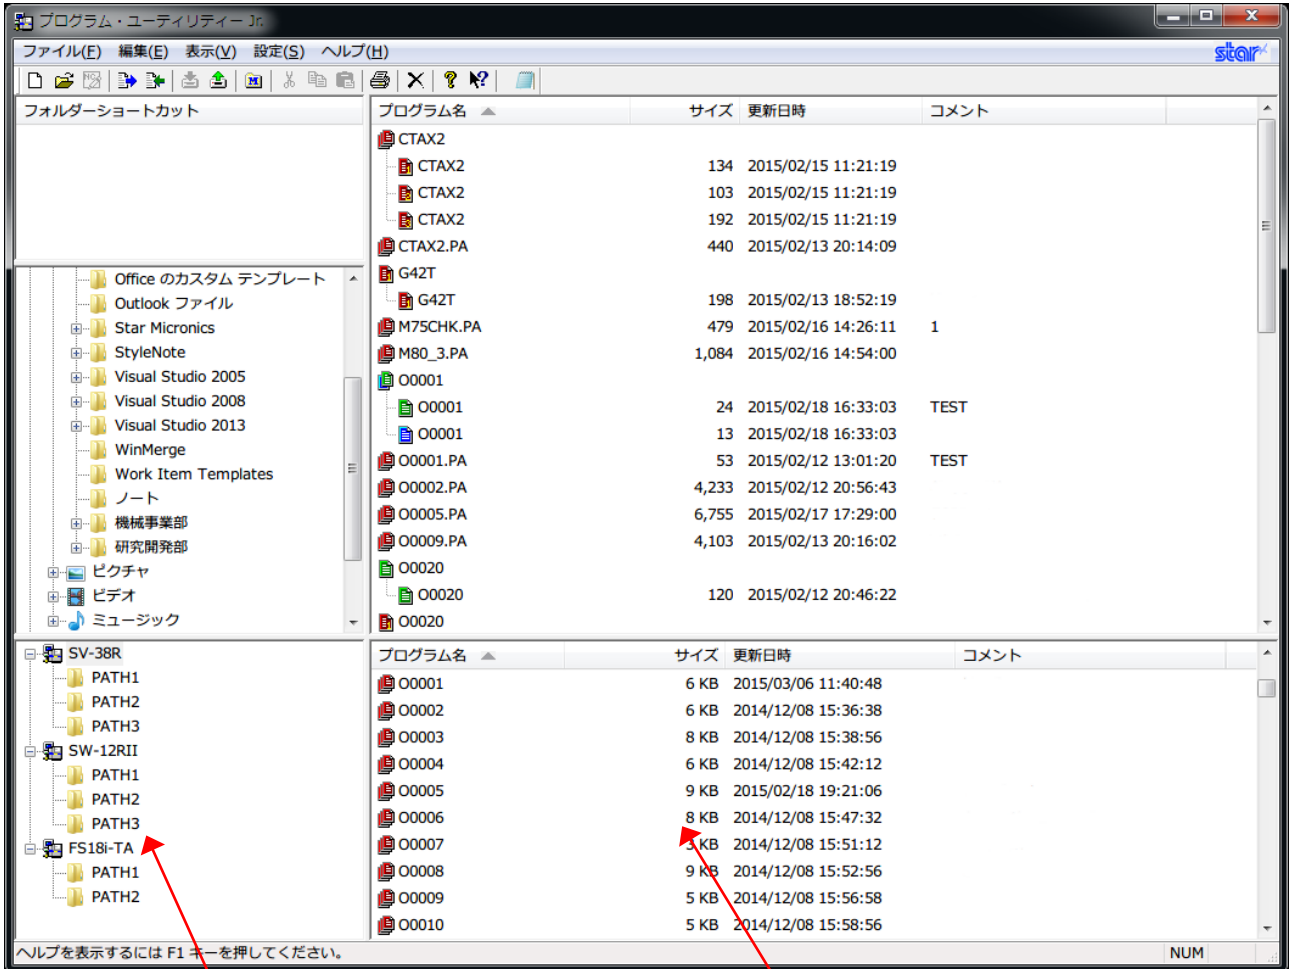 プログラム・ユーティリティー Jr.
ファイル(F) 編集(E) 表示(V) 設定(S) ヘルプ(H)
star
フォルダーショートカット
Office のカスタム テンプレート
Outlook ファイル
Star Micronics
StyleNote
Visual Studio 2005
Visual Studio 2008
Visual Studio 2013
WinMerge
Work Item Templates
ノート
機械事業部
研究開発部
ピクチャ
ビデオ
ミュージック
プログラム名 サイズ 更新日時 コメント
CTAX2
CTAX2 134 2015/02/15 11:21:19
CTAX2 103 2015/02/15 11:21:19
CTAX2 192 2015/02/15 11:21:19
CTAX2.PA 440 2015/02/13 20:14:09
G42T
G42T 198 2015/02/13 18:52:19
M75CHK.PA 479 2015/02/16 14:26:11 1
M80_3.PA 1,084 2015/02/16 14:54:00
O0001
O0001 24 2015/02/18 16:33:03 TEST
O0001 13 2015/02/18 16:33:03
O0001.PA 53 2015/02/12 13:01:20 TEST
O0002.PA 4,233 2015/02/12 20:56:43
O0005.PA 6,755 2015/02/17 17:29:00
O0009.PA 4,103 2015/02/13 20:16:02
O0020
O0020 120 2015/02/12 20:46:22
O0020
SV-38R
PATH1
PATH2
PATH3
SW-12RII
PATH1
PATH2
PATH3
FS18i-TA
PATH1
PATH2
プログラム名 サイズ 更新日時 コメント
O0001 6 KB 2015/03/06 11:40:48
O0002 6 KB 2014/12/08 15:36:38
O0003 8 KB 2014/12/08 15:38:56
O0004 6 KB 2014/12/08 15:42:12
O0005 9 KB 2015/02/18 19:21:06
O0006 8 KB 2014/12/08 15:47:32
O0007 KB 2014/12/08 15:51:12
O0008 9 KB 2014/12/08 15:52:56
O0009 5 KB 2014/12/08 15:56:58
O0010 5 KB 2014/12/08 15:58:56
ヘルプを表示するには F1 キーを押してください。
NUM